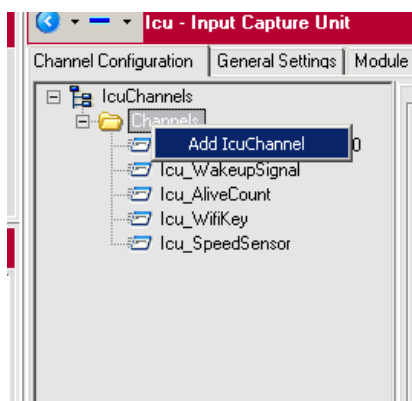 Icu - Input Capture Unit
Channel Configuration General Settings Module
IcuChannels
Channels
Add IcuChannel 0
Icu_WakeupSignal
Icu_AliveCount
Icu_WifiKey
Icu_SpeedSensor